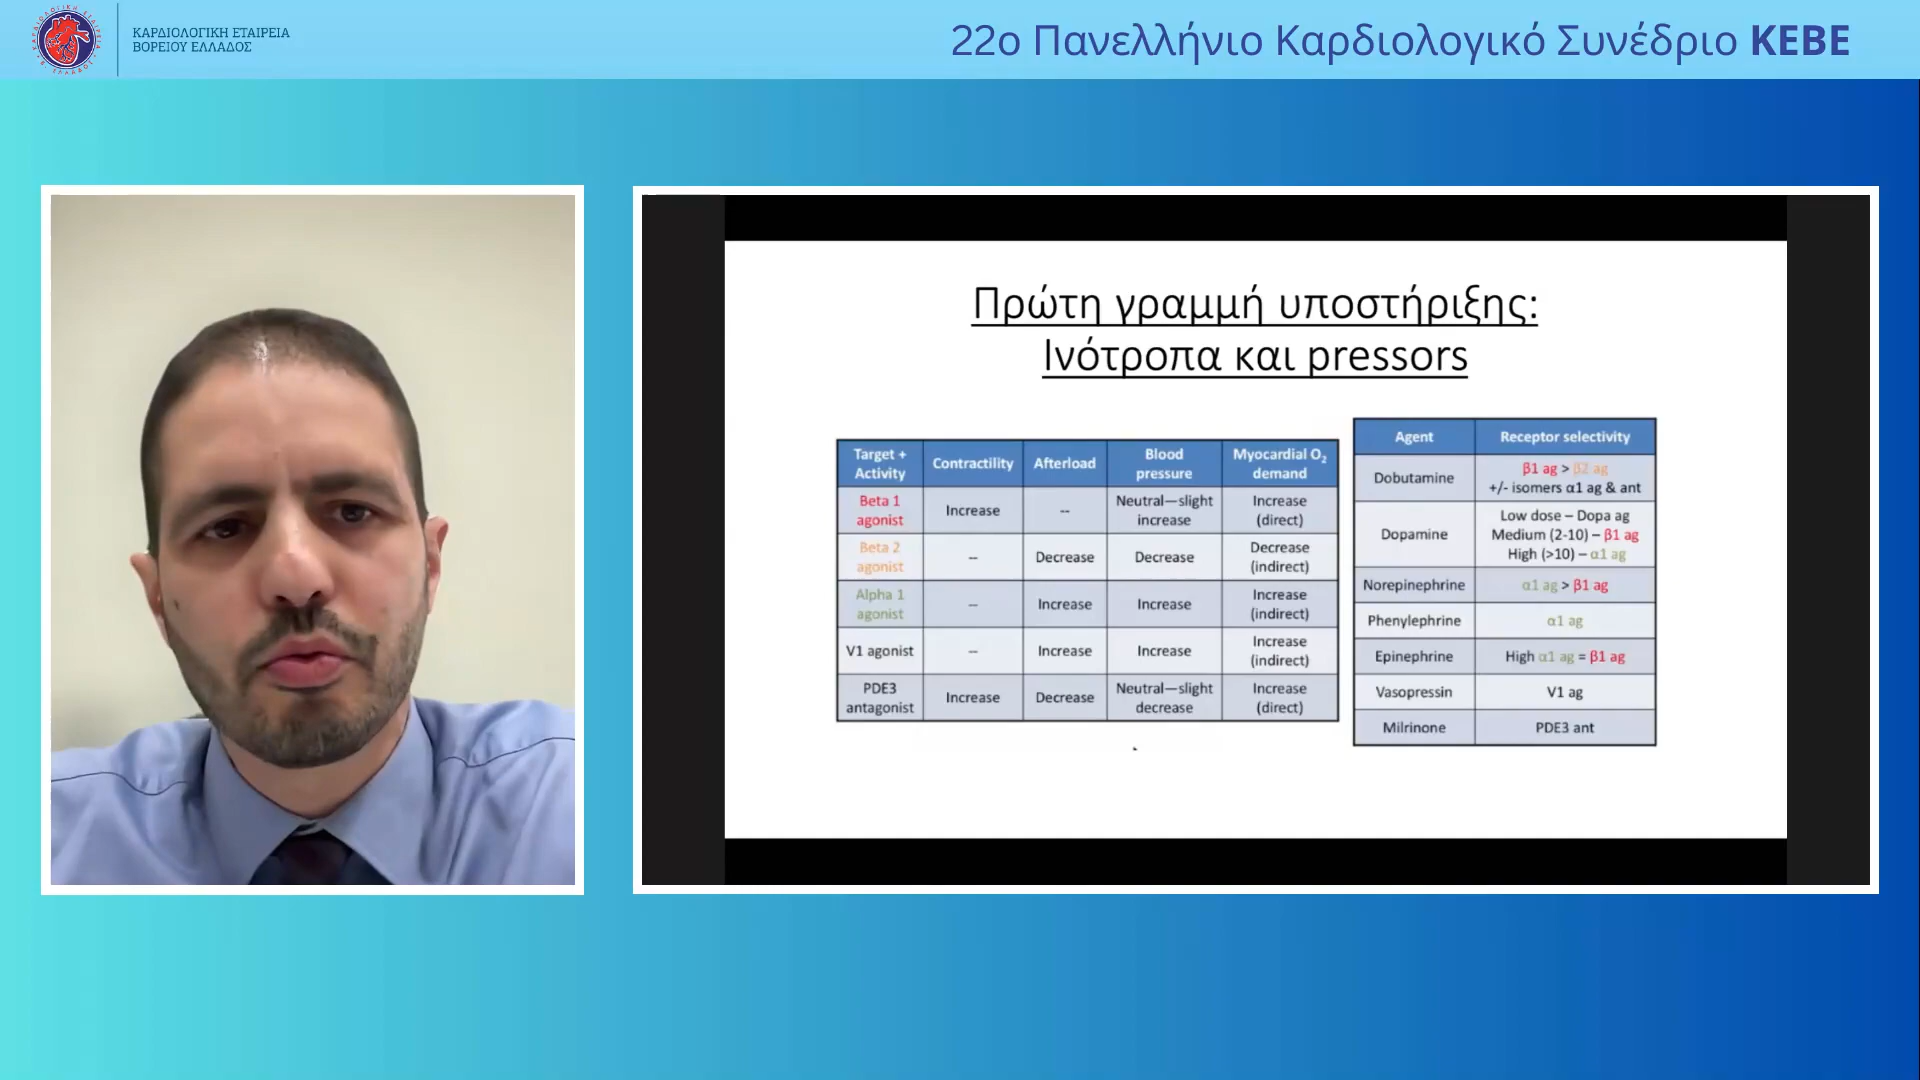 ΚΑΡΔΙΟΛΟΓΙΚΗ ΕΤΑΙΡΕΙΑ
ΒΟΡΕΙΟΥ ΕΛΛΑΔΟΣ
22ο Πανελλήνιο Καρδιολογικό Συνέδριο ΚΕΒΕ
Πρώτη γραμμή υποστήριξης:
Ινότροπα και pressors
Target + Activity | Contractility | Afterload | Blood pressure | Myocardial O₂ demand
Beta 1 agonist | Increase | -- | Neutral—slight increase | Increase (direct)
Beta 2 agonist | -- | Decrease | Decrease | Decrease (indirect)
Alpha 1 agonist | -- | Increase | Increase | Increase (indirect)
V1 agonist | -- | Increase | Increase | Increase (indirect)
PDE3 antagonist | Increase | Decrease | Neutral—slight decrease | Increase (direct)
Agent | Receptor selectivity
Dobutamine | β1 ag > β2 ag
+/- isomers α1 ag & ant
Dopamine | Low dose – Dopa ag
Medium (2-10) – β1 ag
High (>10) – α1 ag
Norepinephrine | α1 ag > β1 ag
Phenylephrine | α1 ag
Epinephrine | High α1 ag = β1 ag
Vasopressin | V1 ag
Milrinone | PDE3 ant